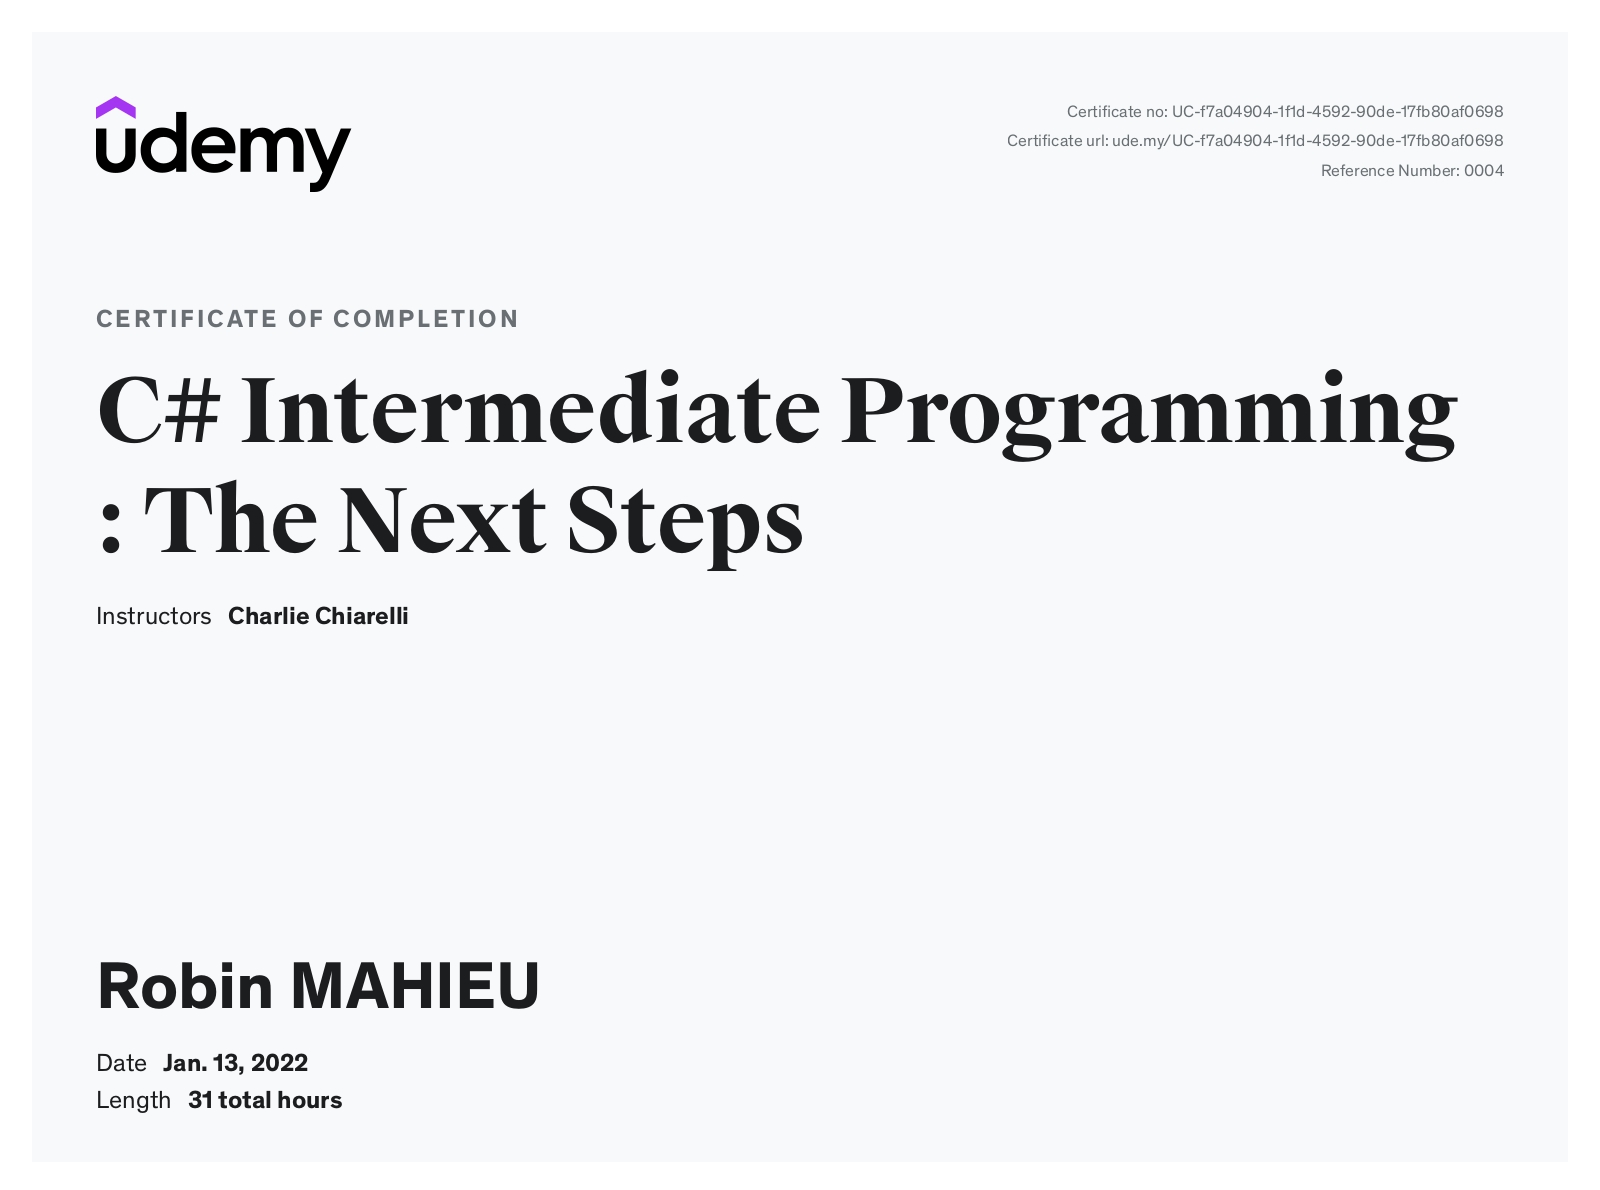 udemy
Certificate no: UC-f7a04904-1f1d-4592-90de-17fb80af0698
Certificate url: ude.my/UC-f7a04904-1f1d-4592-90de-17fb80af0698
Reference Number: 0004
CERTIFICATE OF COMPLETION
C# Intermediate Programming
: The Next Steps
Instructors Charlie Chiarelli
Robin MAHIEU
Date Jan. 13, 2022
Length 31 total hours